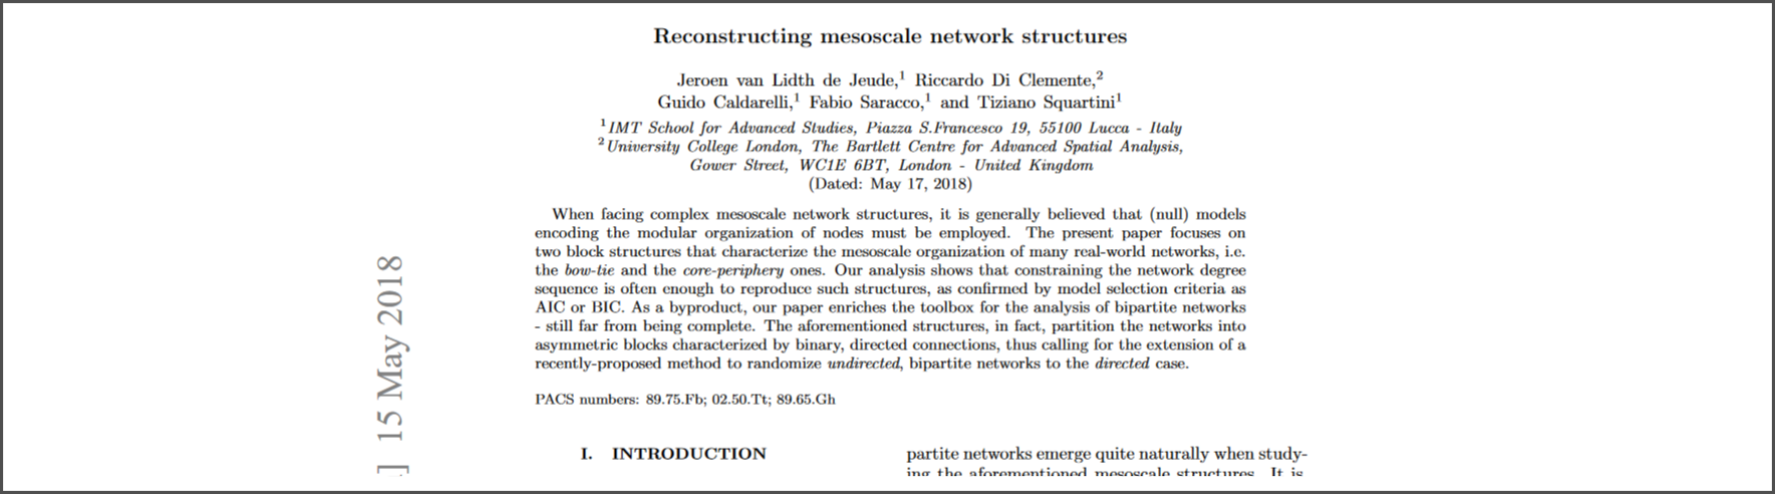 Reconstructing mesoscale network structures
Jeroen van Lidth de Jeude,1 Riccardo Di Clemente,2
Guido Caldarelli,1 Fabio Saracco,1 and Tiziano Squartini1
1IMT School for Advanced Studies, Piazza S.Francesco 19, 55100 Lucca - Italy
2University College London, The Bartlett Centre for Advanced Spatial Analysis,
Gower Street, WC1E 6BT, London - United Kingdom
(Dated: May 17, 2018)
When facing complex mesoscale network structures, it is generally believed that (null) models
encoding the modular organization of nodes must be employed. The present paper focuses on
two block structures that characterize the mesoscale organization of many real-world networks, i.e.
the bow-tie and the core-periphery ones. Our analysis shows that constraining the network degree
sequence is often enough to reproduce such structures, as confirmed by model selection criteria as
AIC or BIC. As a byproduct, our paper enriches the toolbox for the analysis of bipartite networks
- still far from being complete. The aforementioned structures, in fact, partition the networks into
asymmetric blocks characterized by binary, directed connections, thus calling for the extension of a
recently-proposed method to randomize undirected, bipartite networks to the directed case.
PACS numbers: 89.75.Fb; 02.50.Tt; 89.65.Gh
I. INTRODUCTION
partite networks emerge quite naturally when study-
ing the aforementioned mesoscale structures. It is
] 15 May 2018